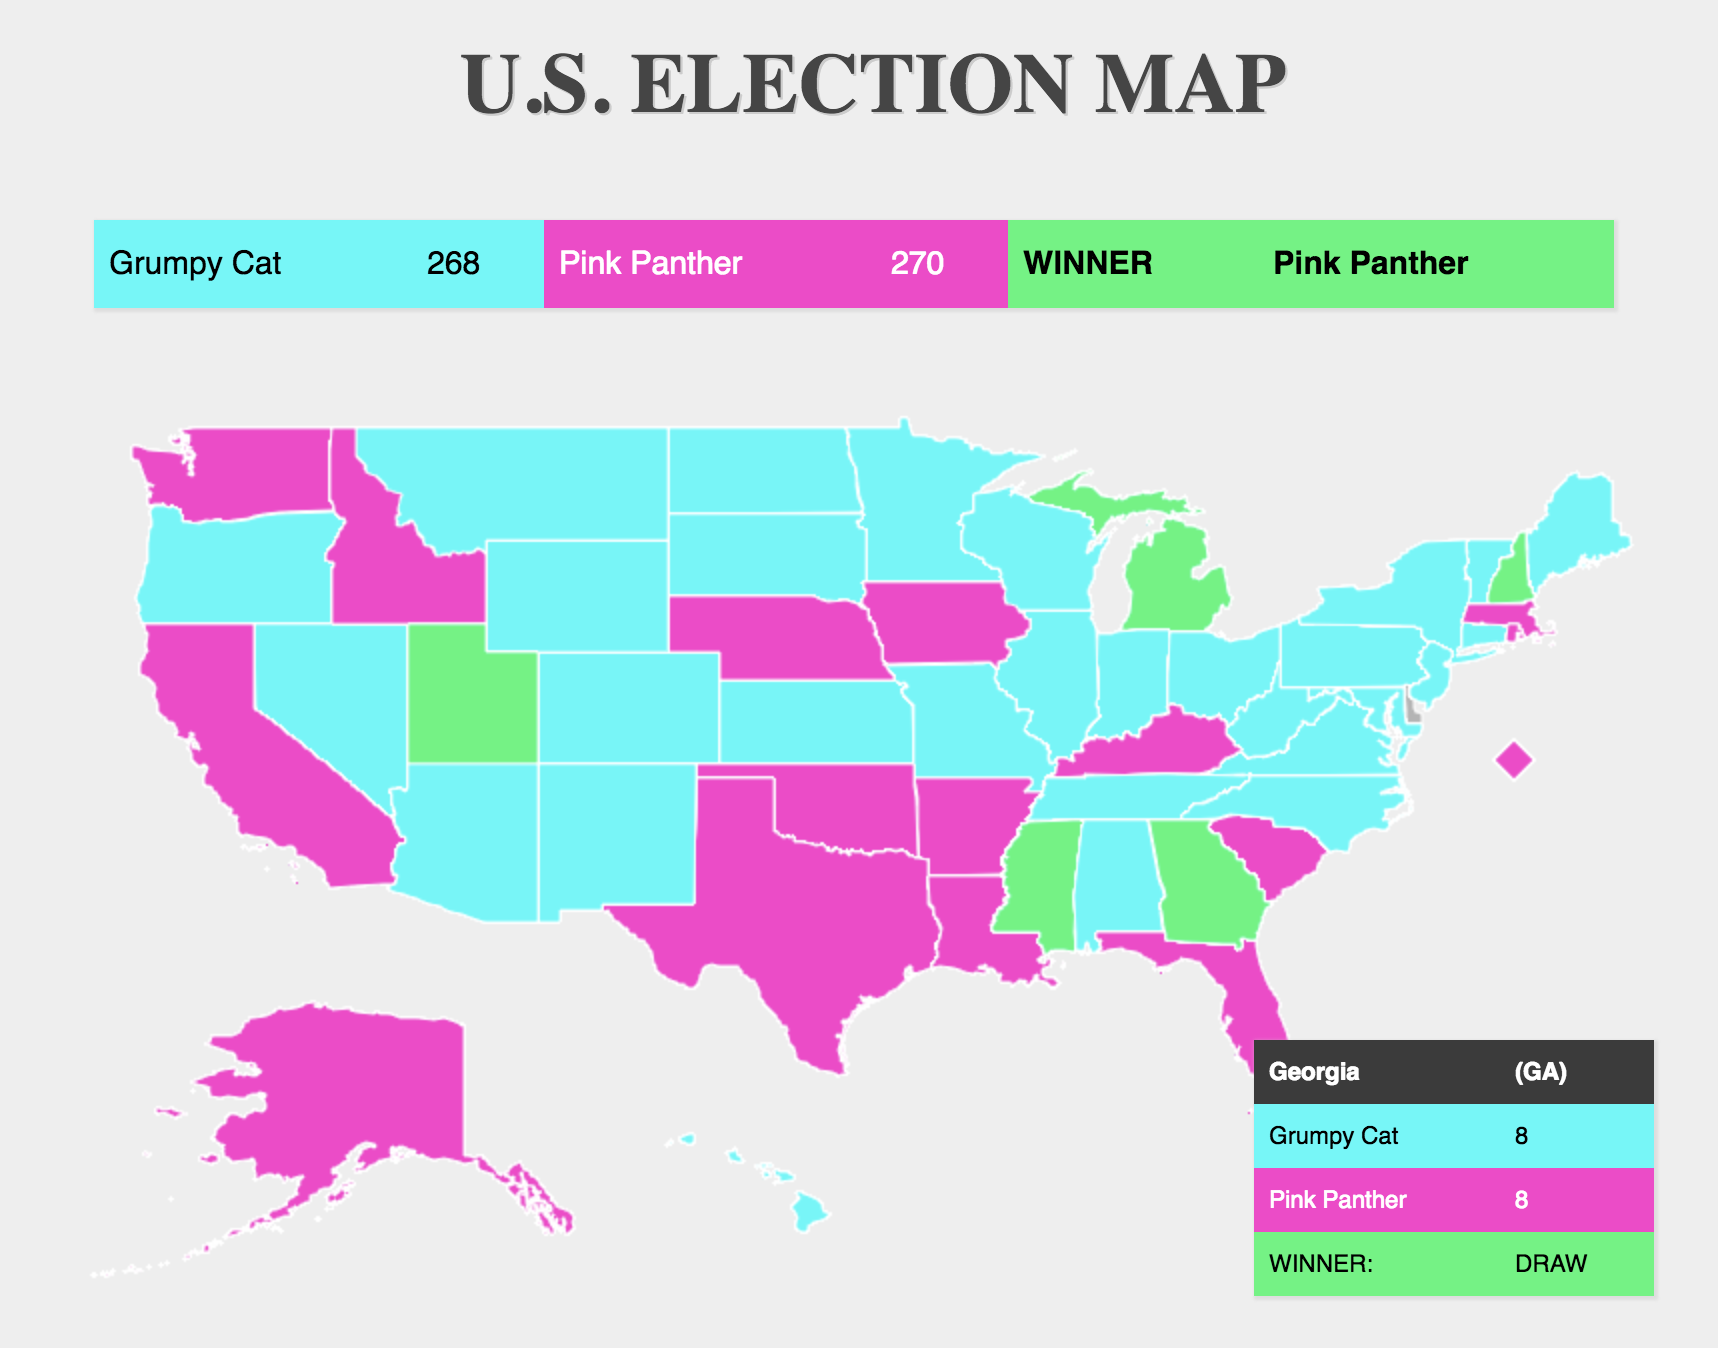 U.S. ELECTION MAP
Grumpy Cat 268 Pink Panther 270 WINNER Pink Panther
Georgia (GA)
Grumpy Cat 8
Pink Panther 8
WINNER: DRAW